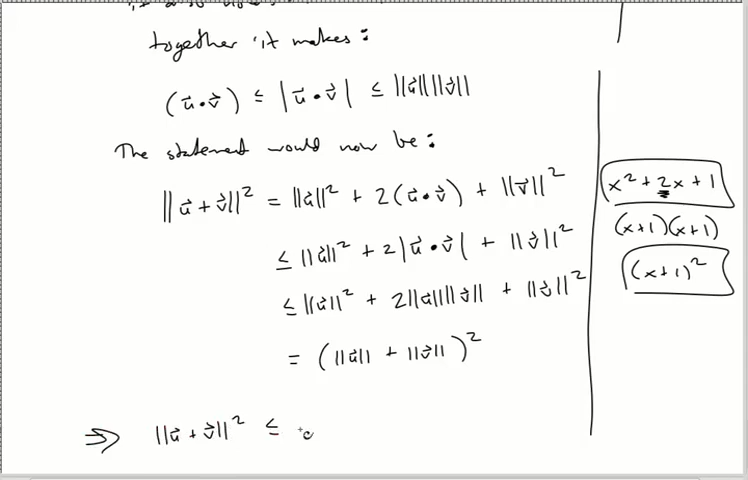 together it makes:
(u⃗•v⃗) ≤ |u⃗•v⃗| ≤ ||u⃗||||v⃗||
The statement would now be:
||u⃗+v⃗||² = ||u⃗||² + 2(u⃗•v⃗) + ||v⃗||²
≤ ||u⃗||² + 2|u⃗•v⃗| + ||v⃗||²
≤ ||u⃗||² + 2||u⃗||||v⃗|| + ||v⃗||²
= (||u⃗|| + ||v⃗||)²
⇒ ||u⃗+v⃗||² ≤
x²+2x+1
(x+1)(x+1)
(x+1)²